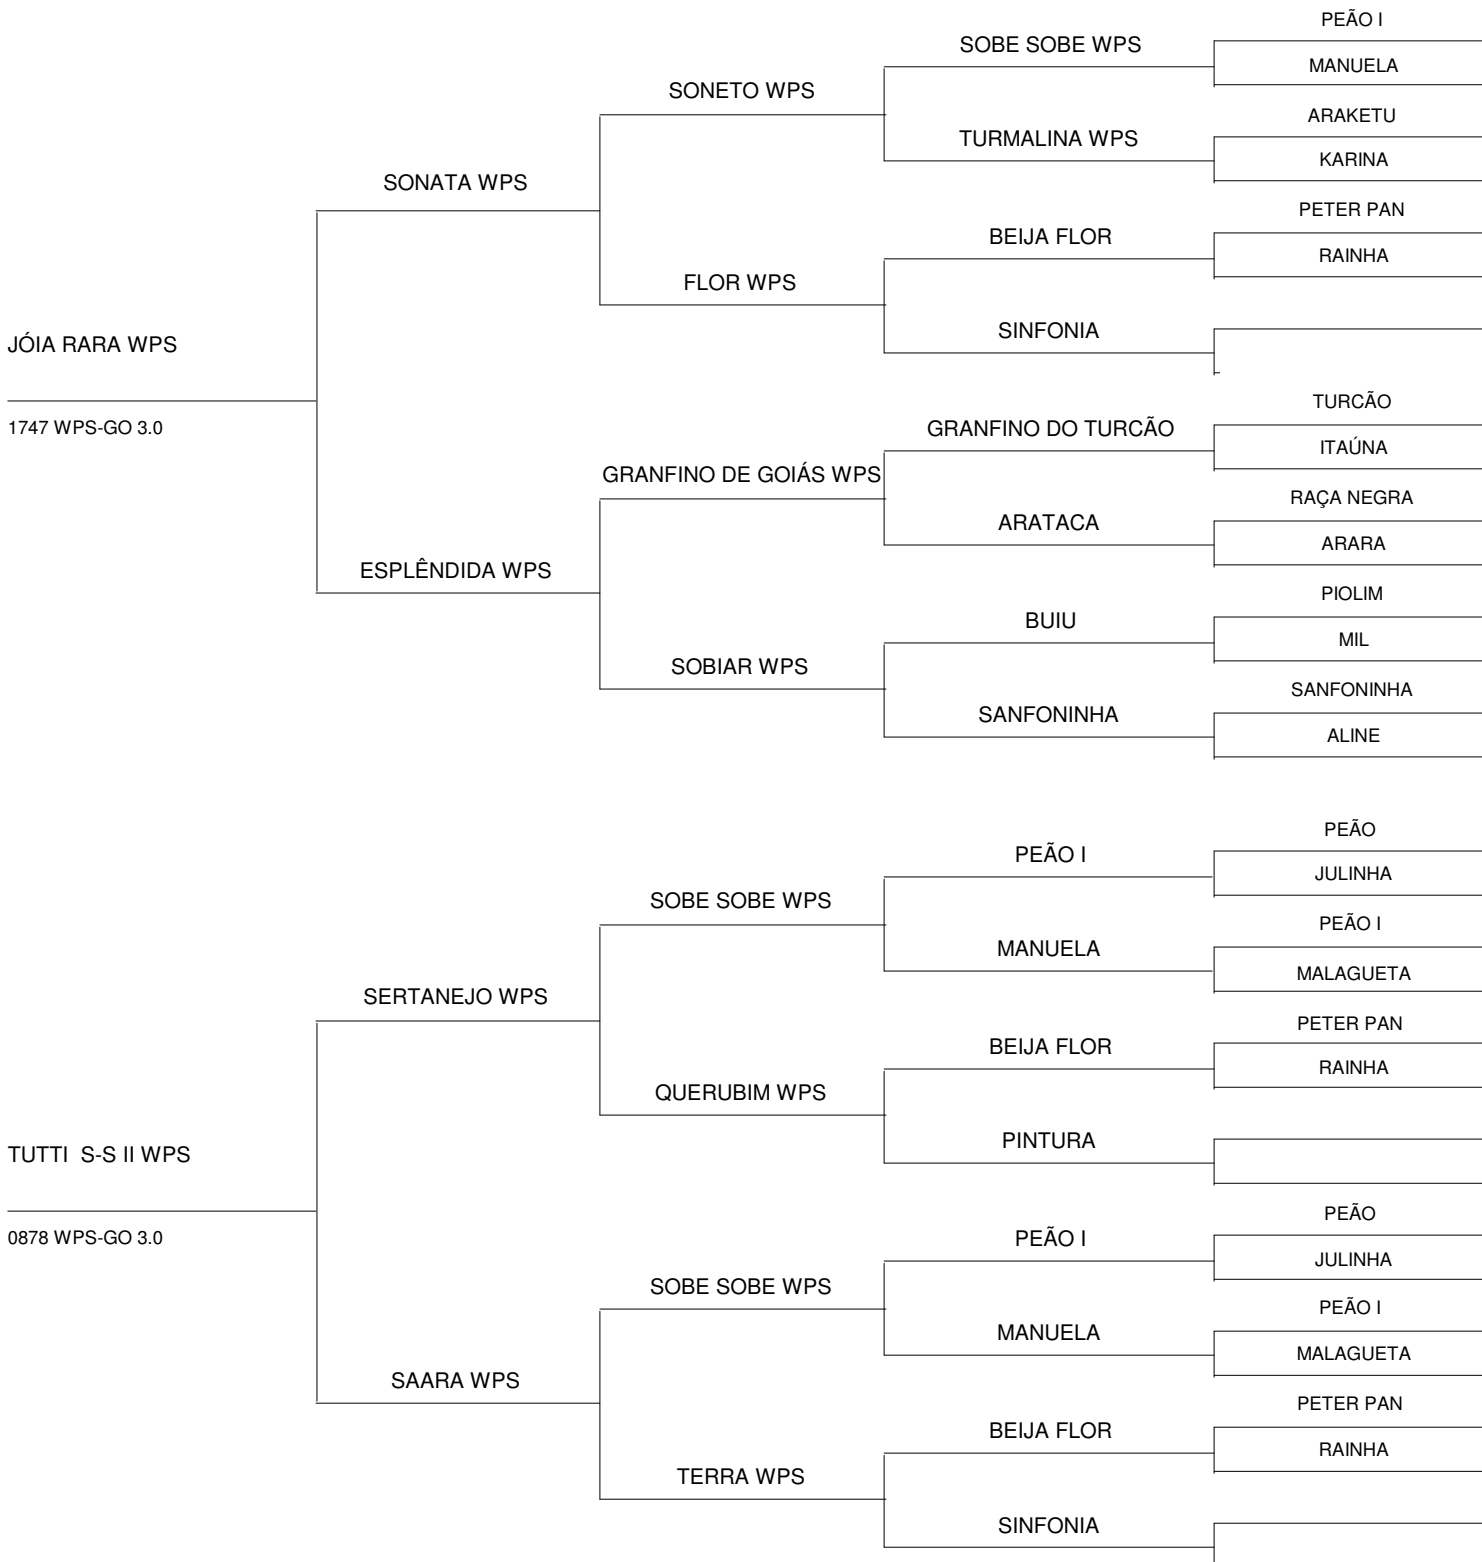 PEÃO I
SOBE SOBE WPS
MANUELA
SONETO WPS
ARAKETU
TURMALINA WPS
KARINA
SONATA WPS
PETER PAN
BEIJA FLOR
RAINHA
FLOR WPS
SINFONIA
JÓIA RARA WPS
TURCÃO
1747 WPS-GO 3.0
GRANFINO DO TURCÃO
ITAÚNA
GRANFINO DE GOIÁS WPS
RAÇA NEGRA
ARATACA
ARARA
ESPLÊNDIDA WPS
PIOLIM
BUIU
MIL
SOBIAR WPS
SANFONINHA
SANFONINHA
ALINE
PEÃO
PEÃO I
JULINHA
SOBE SOBE WPS
PEÃO I
MANUELA
MALAGUETA
SERTANEJO WPS
PETER PAN
BEIJA FLOR
RAINHA
QUERUBIM WPS
PINTURA
TUTTI  S-S II WPS
PEÃO
0878 WPS-GO 3.0
PEÃO I
JULINHA
SOBE SOBE WPS
PEÃO I
MANUELA
MALAGUETA
SAARA WPS
PETER PAN
BEIJA FLOR
RAINHA
TERRA WPS
SINFONIA